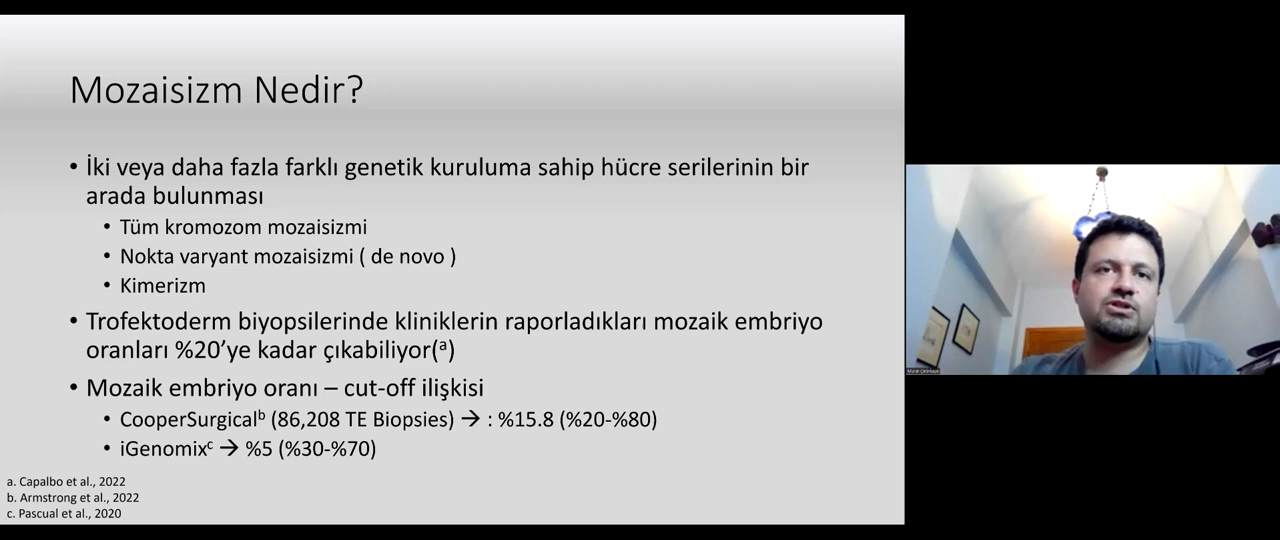 Mozaisizm Nedir?
• İki veya daha fazla farklı genetik kuruluma sahip hücre serilerinin bir
arada bulunması
• Tüm kromozom mozaisizmi
• Nokta varyant mozaisizmi ( de novo )
• Kimerizm
• Trofektoderm biyopsilerinde kliniklerin raporladıkları mozaik embriyo
oranları %20’ye kadar çıkabiliyor(ᵃ)
• Mozaik embriyo oranı – cut-off ilişkisi
• CooperSurgicalᵇ (86,208 TE Biopsies) → : %15.8 (%20-%80)
• iGenomixᶜ → %5 (%30-%70)
a. Capalbo et al., 2022
b. Armstrong et al., 2022
c. Pascual et al., 2020